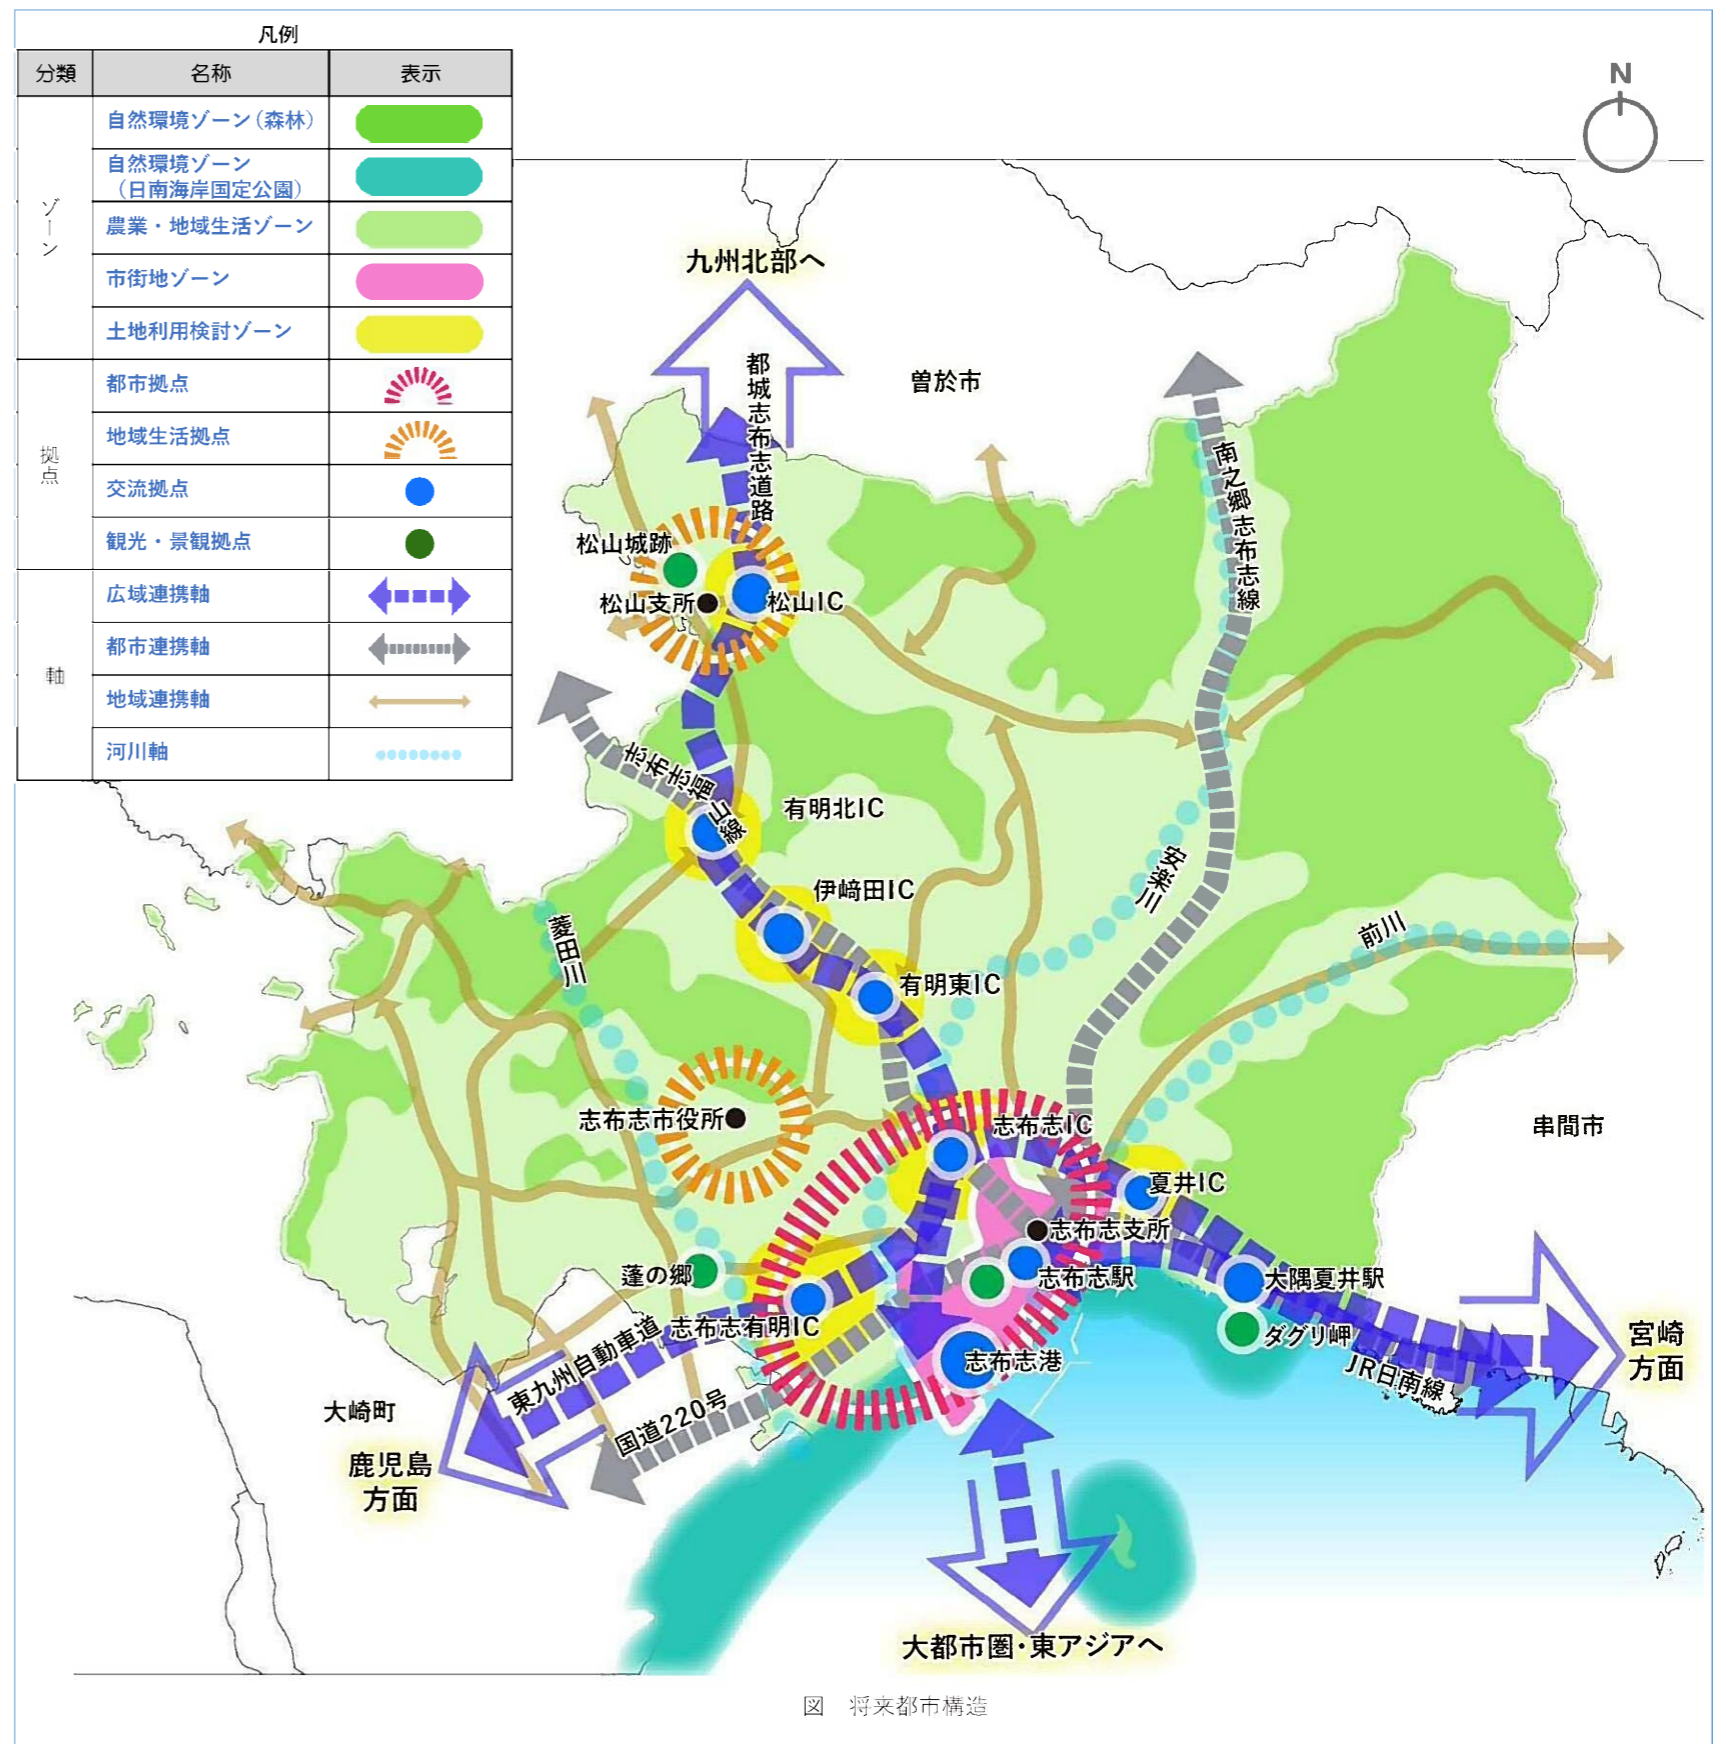 凡例
分類 名称 表示
ゾーン
自然環境ゾーン（森林）
自然環境ゾーン
（日南海岸国定公園）
農業・地域生活ゾーン
市街地ゾーン
土地利用検討ゾーン
拠点
都市拠点
地域生活拠点
交流拠点
観光・景観拠点
軸
広域連携軸
都市連携軸
地域連携軸
河川軸
N
九州北部へ
都城志布志道路
曽於市
南之郷志布志線
松山城跡
松山支所
松山IC
志布志福山線
有明北IC
伊﨑田IC
安楽川
菱田川
前川
有明東IC
志布志市役所
志布志IC
串間市
夏井IC
志布志支所
蓬の郷
志布志駅
大隅夏井駅
志布志有明IC
ダグリ岬
宮崎
方面
志布志港
JR日南線
東九州自動車道
大崎町
国道220号
鹿児島
方面
大都市圏・東アジアへ
図　将来都市構造